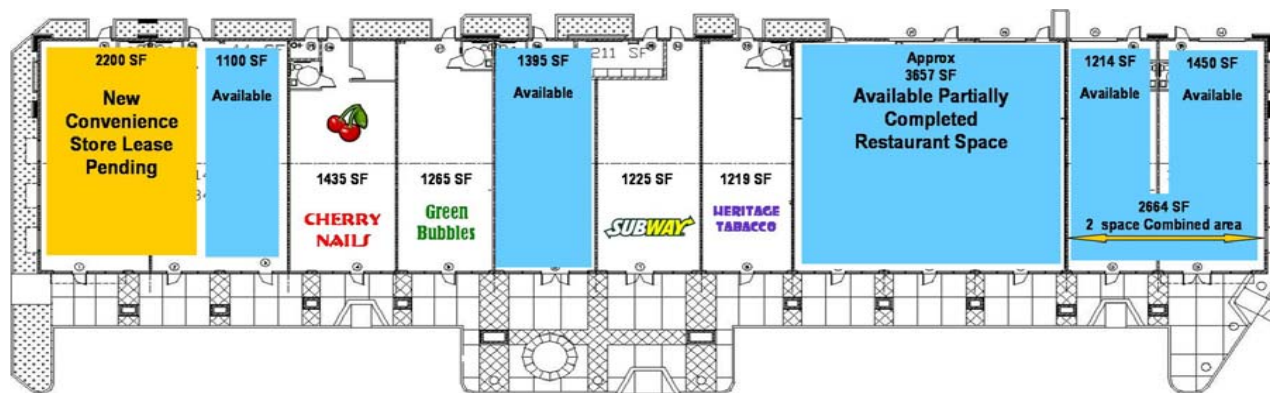 2200 SF
New
Convenience
Store Lease
Pending
1100 SF
Available
1435 SF
CHERRY
NAILS
1265 SF
Green
Bubbles
1395 SF
Available
211 SF
1225 SF
SUBWAY
1219 SF
HERITAGE
TABACCO
Approx
3657 SF
Available Partially
Completed
Restaurant Space
1214 SF
Available
1450 SF
Available
2664 SF
2 space Combined area